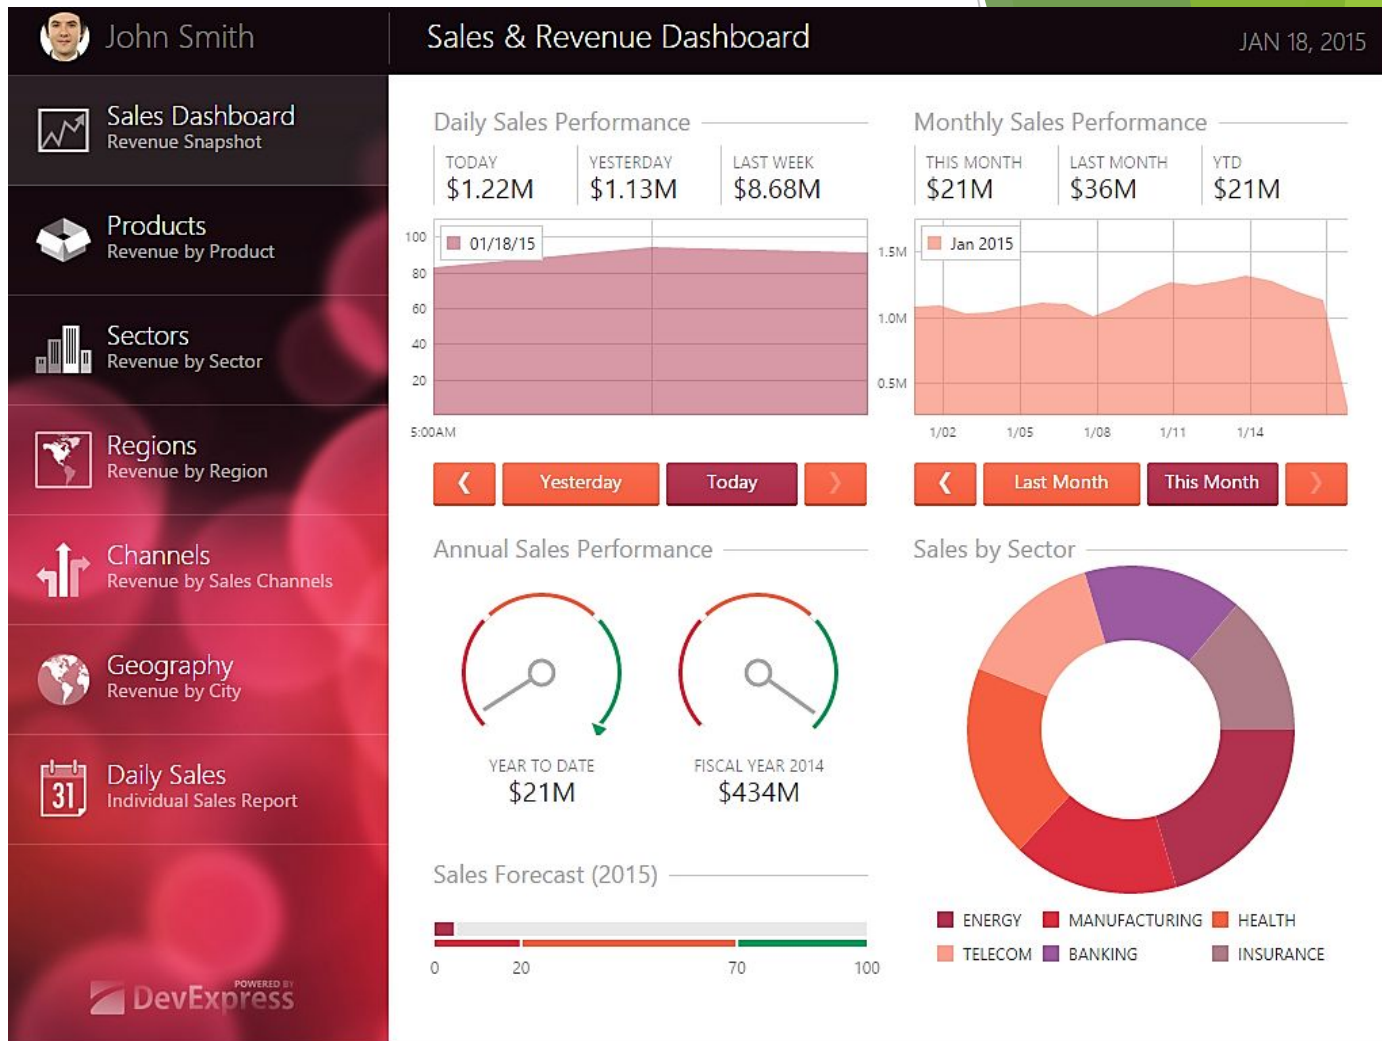 John Smith
Sales & Revenue Dashboard
JAN 18, 2015
Sales Dashboard
Revenue Snapshot
Products
Revenue by Product
Sectors
Revenue by Sector
Regions
Revenue by Region
Channels
Revenue by Sales Channels
Geography
Revenue by City
31
Daily Sales
Individual Sales Report
POWERED BY
DevExpress
Daily Sales Performance
TODAY
$1.22M
YESTERDAY
$1.13M
LAST WEEK
$8.68M
01/18/15
100
80
60
40
20
5:00AM
Yesterday
Today
Monthly Sales Performance
THIS MONTH
$21M
LAST MONTH
$36M
YTD
$21M
Jan 2015
1.5M
1.0M
0.5M
1/02 1/05 1/08 1/11 1/14
Last Month
This Month
Annual Sales Performance
YEAR TO DATE
$21M
FISCAL YEAR 2014
$434M
Sales Forecast (2015)
0 20 70 100
Sales by Sector
ENERGY MANUFACTURING HEALTH
TELECOM BANKING INSURANCE